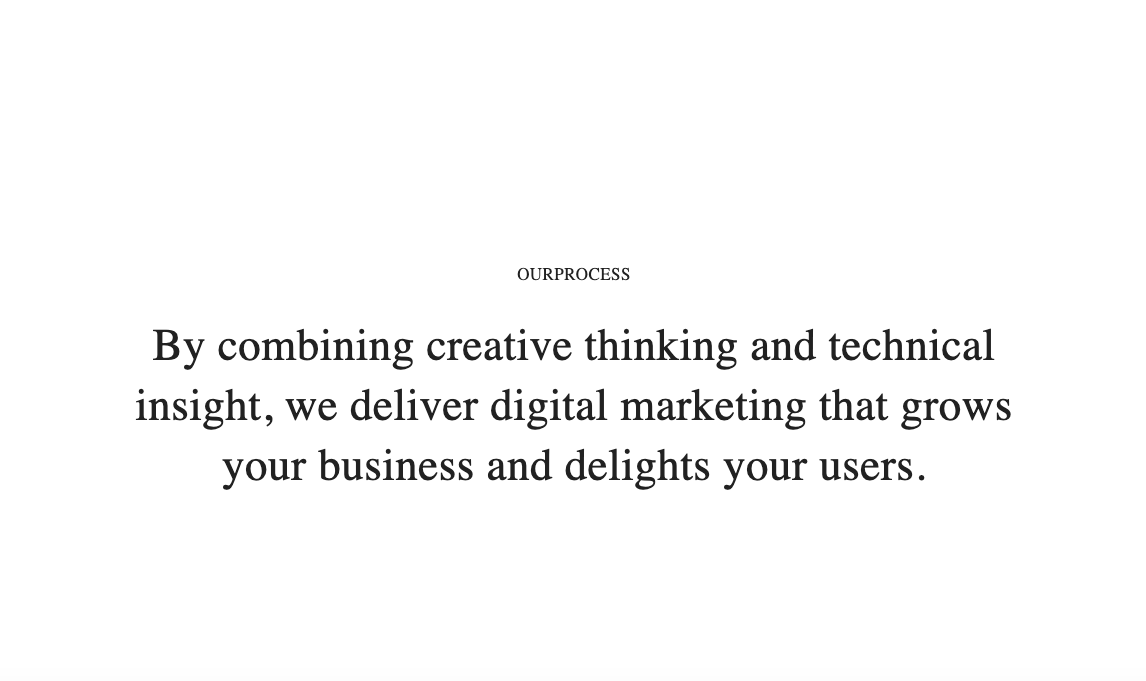 OURPROCESS
By combining creative thinking and technical
insight, we deliver digital marketing that grows
your business and delights your users.